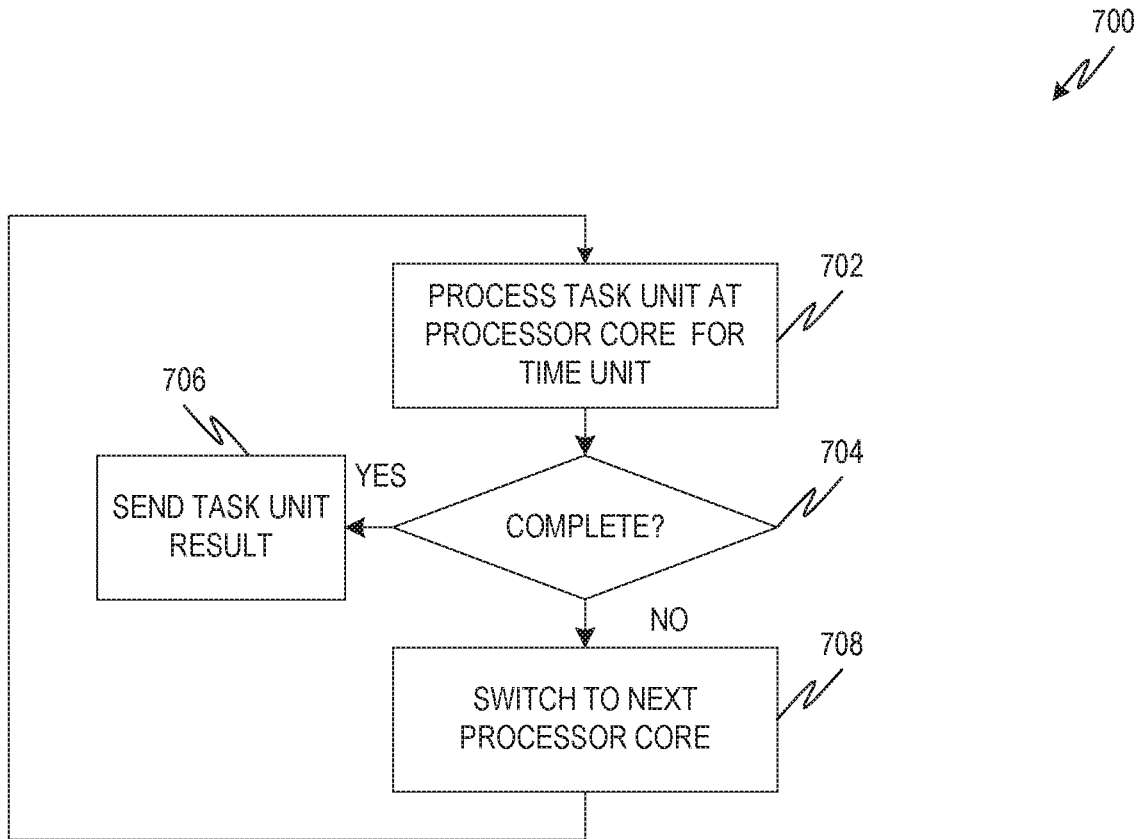 700
PROCESS TASK UNIT AT
PROCESSOR CORE FOR
TIME UNIT
702
706
SEND TASK UNIT
RESULT
YES
COMPLETE?
704
NO
708
SWITCH TO NEXT
PROCESSOR CORE